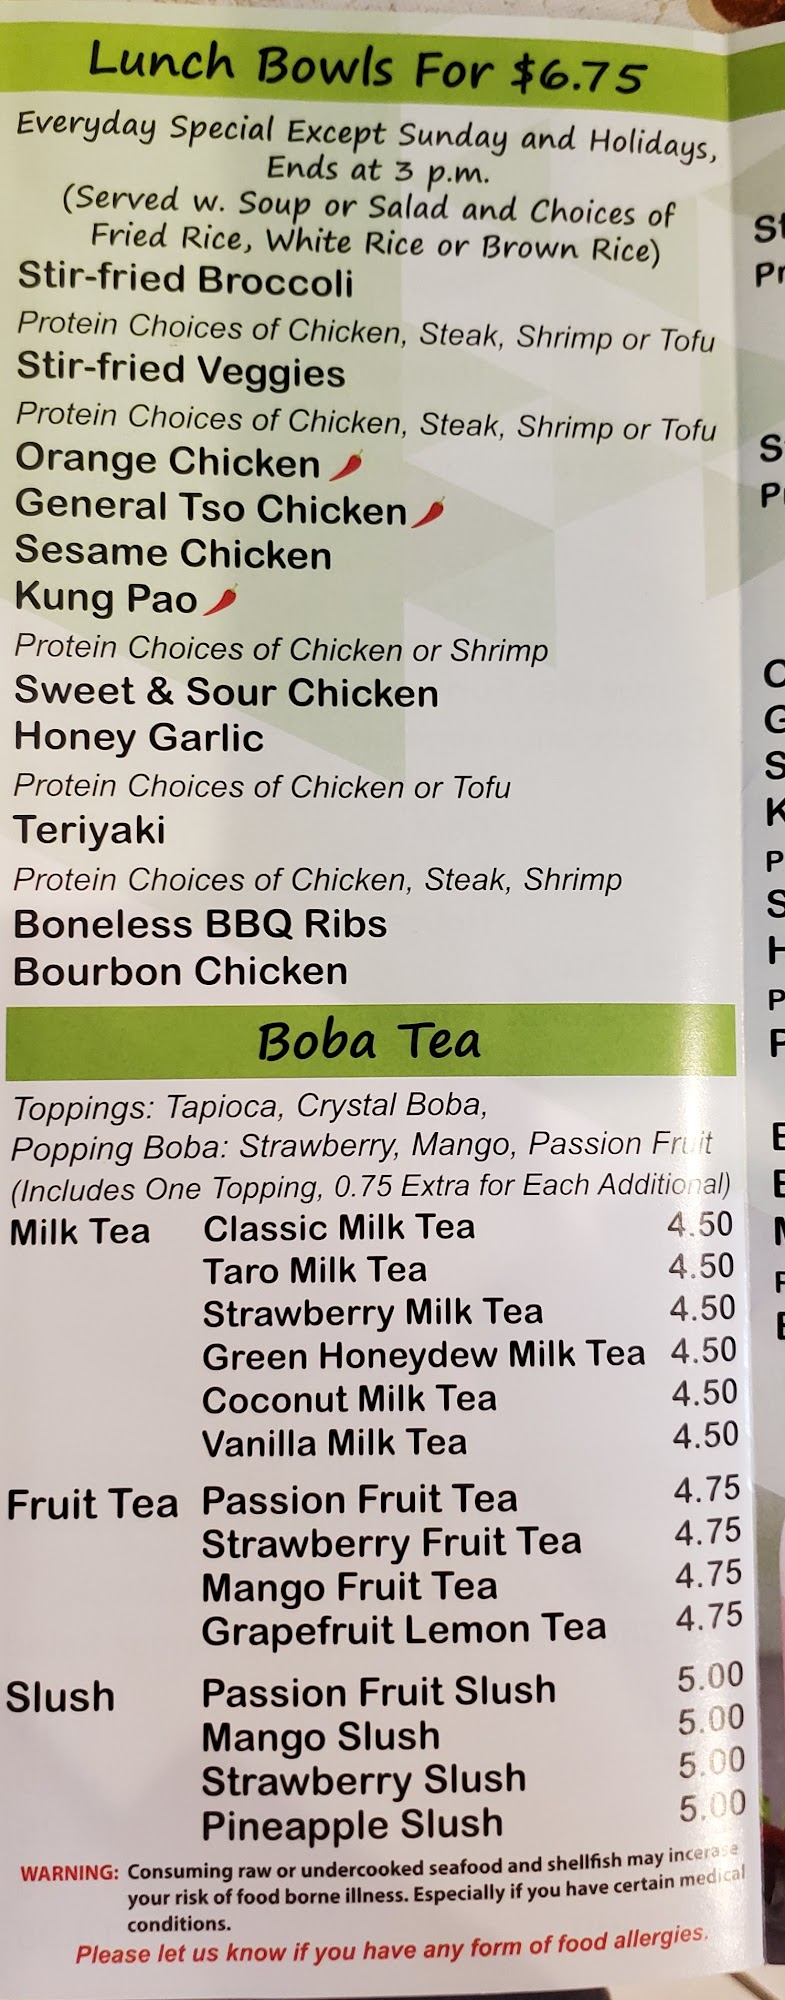 Lunch Bowls For $6.75
Everyday Special Except Sunday and Holidays,
Ends at 3 p.m.
(Served w. Soup or Salad and Choices of
Fried Rice, White Rice or Brown Rice)
Stir-fried Broccoli
Protein Choices of Chicken, Steak, Shrimp or Tofu
Stir-fried Veggies
Protein Choices of Chicken, Steak, Shrimp or Tofu
Orange Chicken
General Tso Chicken
Sesame Chicken
Kung Pao
Protein Choices of Chicken or Shrimp
Sweet & Sour Chicken
Honey Garlic
Protein Choices of Chicken or Tofu
Teriyaki
Protein Choices of Chicken, Steak, Shrimp
Boneless BBQ Ribs
Bourbon Chicken
Boba Tea
Toppings: Tapioca, Crystal Boba,
Popping Boba: Strawberry, Mango, Passion Fruit
(Includes One Topping, 0.75 Extra for Each Additional)
Milk Tea Classic Milk Tea 4.50
Taro Milk Tea 4.50
Strawberry Milk Tea 4.50
Green Honeydew Milk Tea 4.50
Coconut Milk Tea 4.50
Vanilla Milk Tea 4.50
Fruit Tea Passion Fruit Tea 4.75
Strawberry Fruit Tea 4.75
Mango Fruit Tea 4.75
Grapefruit Lemon Tea 4.75
Slush Passion Fruit Slush 5.00
Mango Slush 5.00
Strawberry Slush 5.00
Pineapple Slush 5.00
WARNING: Consuming raw or undercooked seafood and shellfish may incerase
your risk of food borne illness. Especially if you have certain medical
conditions.
Please let us know if you have any form of food allergies.